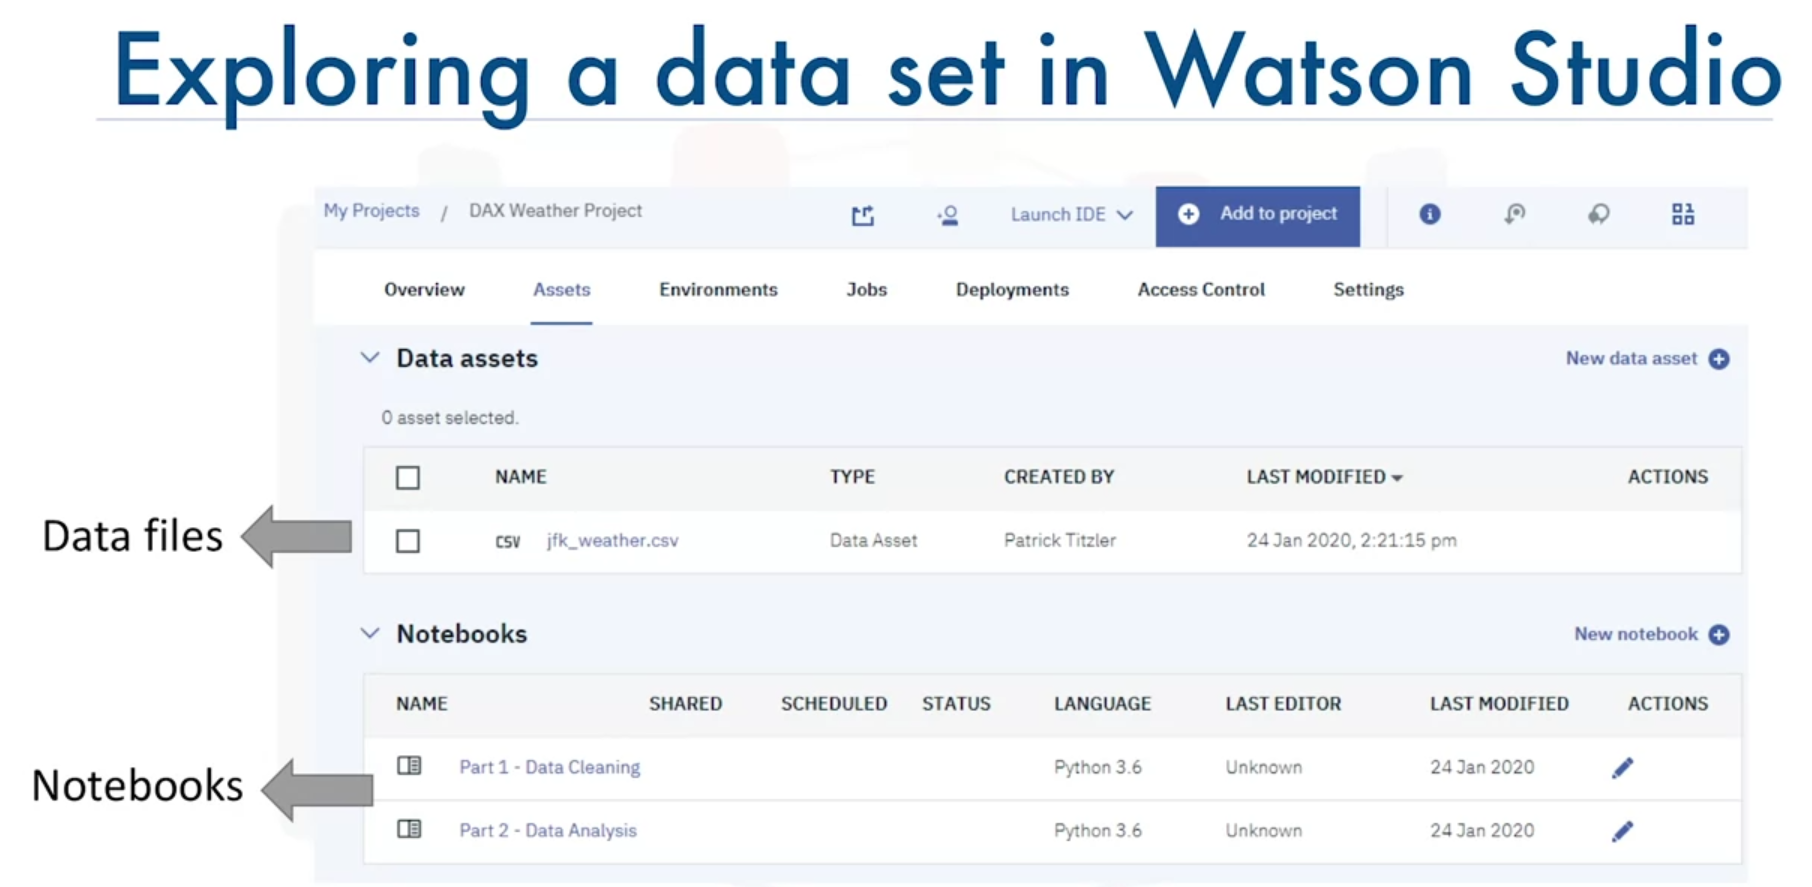 Exploring a data set in Watson Studio
My Projects / DAX Weather Project Launch IDE Add to project
Overview Assets Environments Jobs Deployments Access Control Settings
Data assets New data asset
0 asset selected.
NAME TYPE CREATED BY LAST MODIFIED ACTIONS
Data files
CSV jfk_weather.csv Data Asset Patrick Titzler 24 Jan 2020, 2:21:15 pm
Notebooks New notebook
NAME SHARED SCHEDULED STATUS LANGUAGE LAST EDITOR LAST MODIFIED ACTIONS
Part 1 - Data Cleaning Python 3.6 Unknown 24 Jan 2020
Notebooks
Part 2 - Data Analysis Python 3.6 Unknown 24 Jan 2020